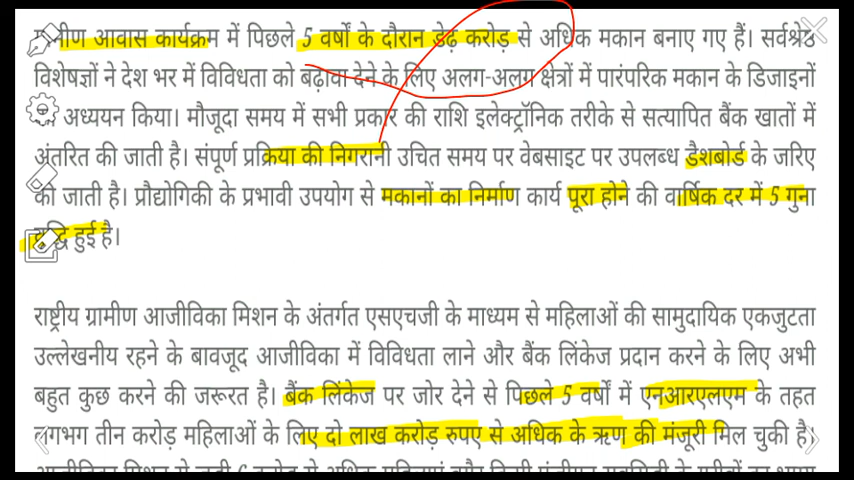 ग्रामीण आवास कार्यक्रम में पिछले 5 वर्षों के दौरान डेढ़ करोड़ से अधिक मकान बनाए गए हैं। सर्वश्रेष्ठ
विशेषज्ञों ने देश भर में विविधता को बढ़ावा देने के लिए अलग-अलग क्षेत्रों में पारंपरिक मकान के डिजाइनों
अध्ययन किया। मौजूदा समय में सभी प्रकार की राशि इलेक्ट्रॉनिक तरीके से सत्यापित बैंक खातों में
अंतरित की जाती है। संपूर्ण प्रक्रिया की निगरानी उचित समय पर वेबसाइट पर उपलब्ध डैशबोर्ड के जरिए
की जाती है। प्रौद्योगिकी के प्रभावी उपयोग से मकानों का निर्माण कार्य पूरा होने की वार्षिक दर में 5 गुना
वृद्धि हुई है।
राष्ट्रीय ग्रामीण आजीविका मिशन के अंतर्गत एसएचजी के माध्यम से महिलाओं की सामुदायिक एकजुटता
उल्लेखनीय रहने के बावजूद आजीविका में विविधता लाने और बैंक लिंकेज प्रदान करने के लिए अभी
बहुत कुछ करने की जरूरत है। बैंक लिंकेज पर जोर देने से पिछले 5 वर्षों में एनआरएलएम के तहत
लगभग तीन करोड़ महिलाओं के लिए दो लाख करोड़ रुपए से अधिक के ऋण की मंजूरी मिल चुकी है।